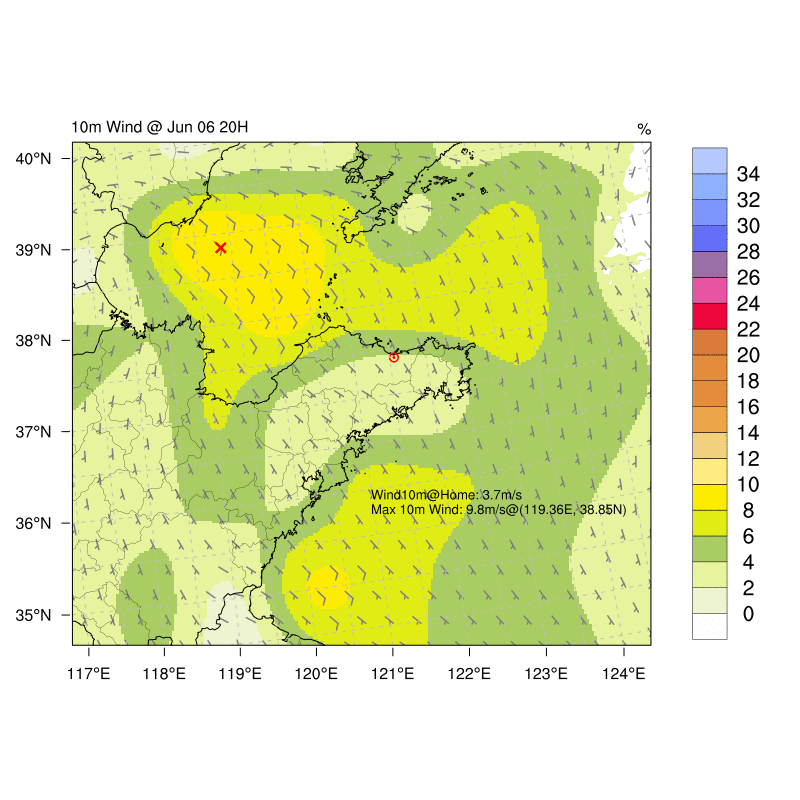 10m Wind @ Jun 06 20H
%
40°N
39°N
38°N
37°N
36°N
35°N
117°E 118°E 119°E 120°E 121°E 122°E 123°E 124°E
Wind10m@Home: 3.7m/s
Max 10m Wind: 9.8m/s@(119.36E, 38.85N)
34
32
30
28
26
24
22
20
18
16
14
12
10
8
6
4
2
0